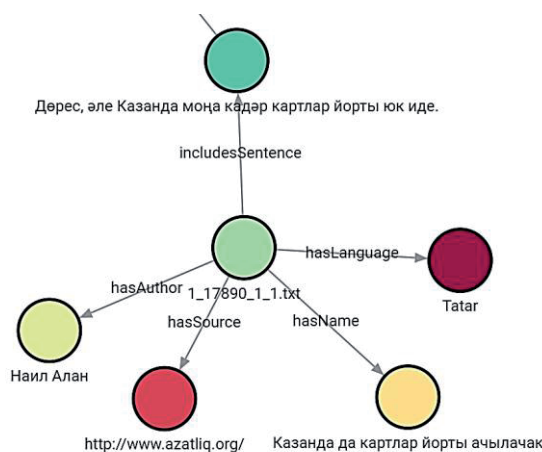 Дөрес, әле Казанда моңа кадәр картлар йорты юк иде.
includesSentence
hasLanguage
Tatar
1_17890_1_1.txt
hasAuthor
hasSource
hasName
Наил Алан
http://www.azatliq.org/
Казанда да картлар йорты ачылачак